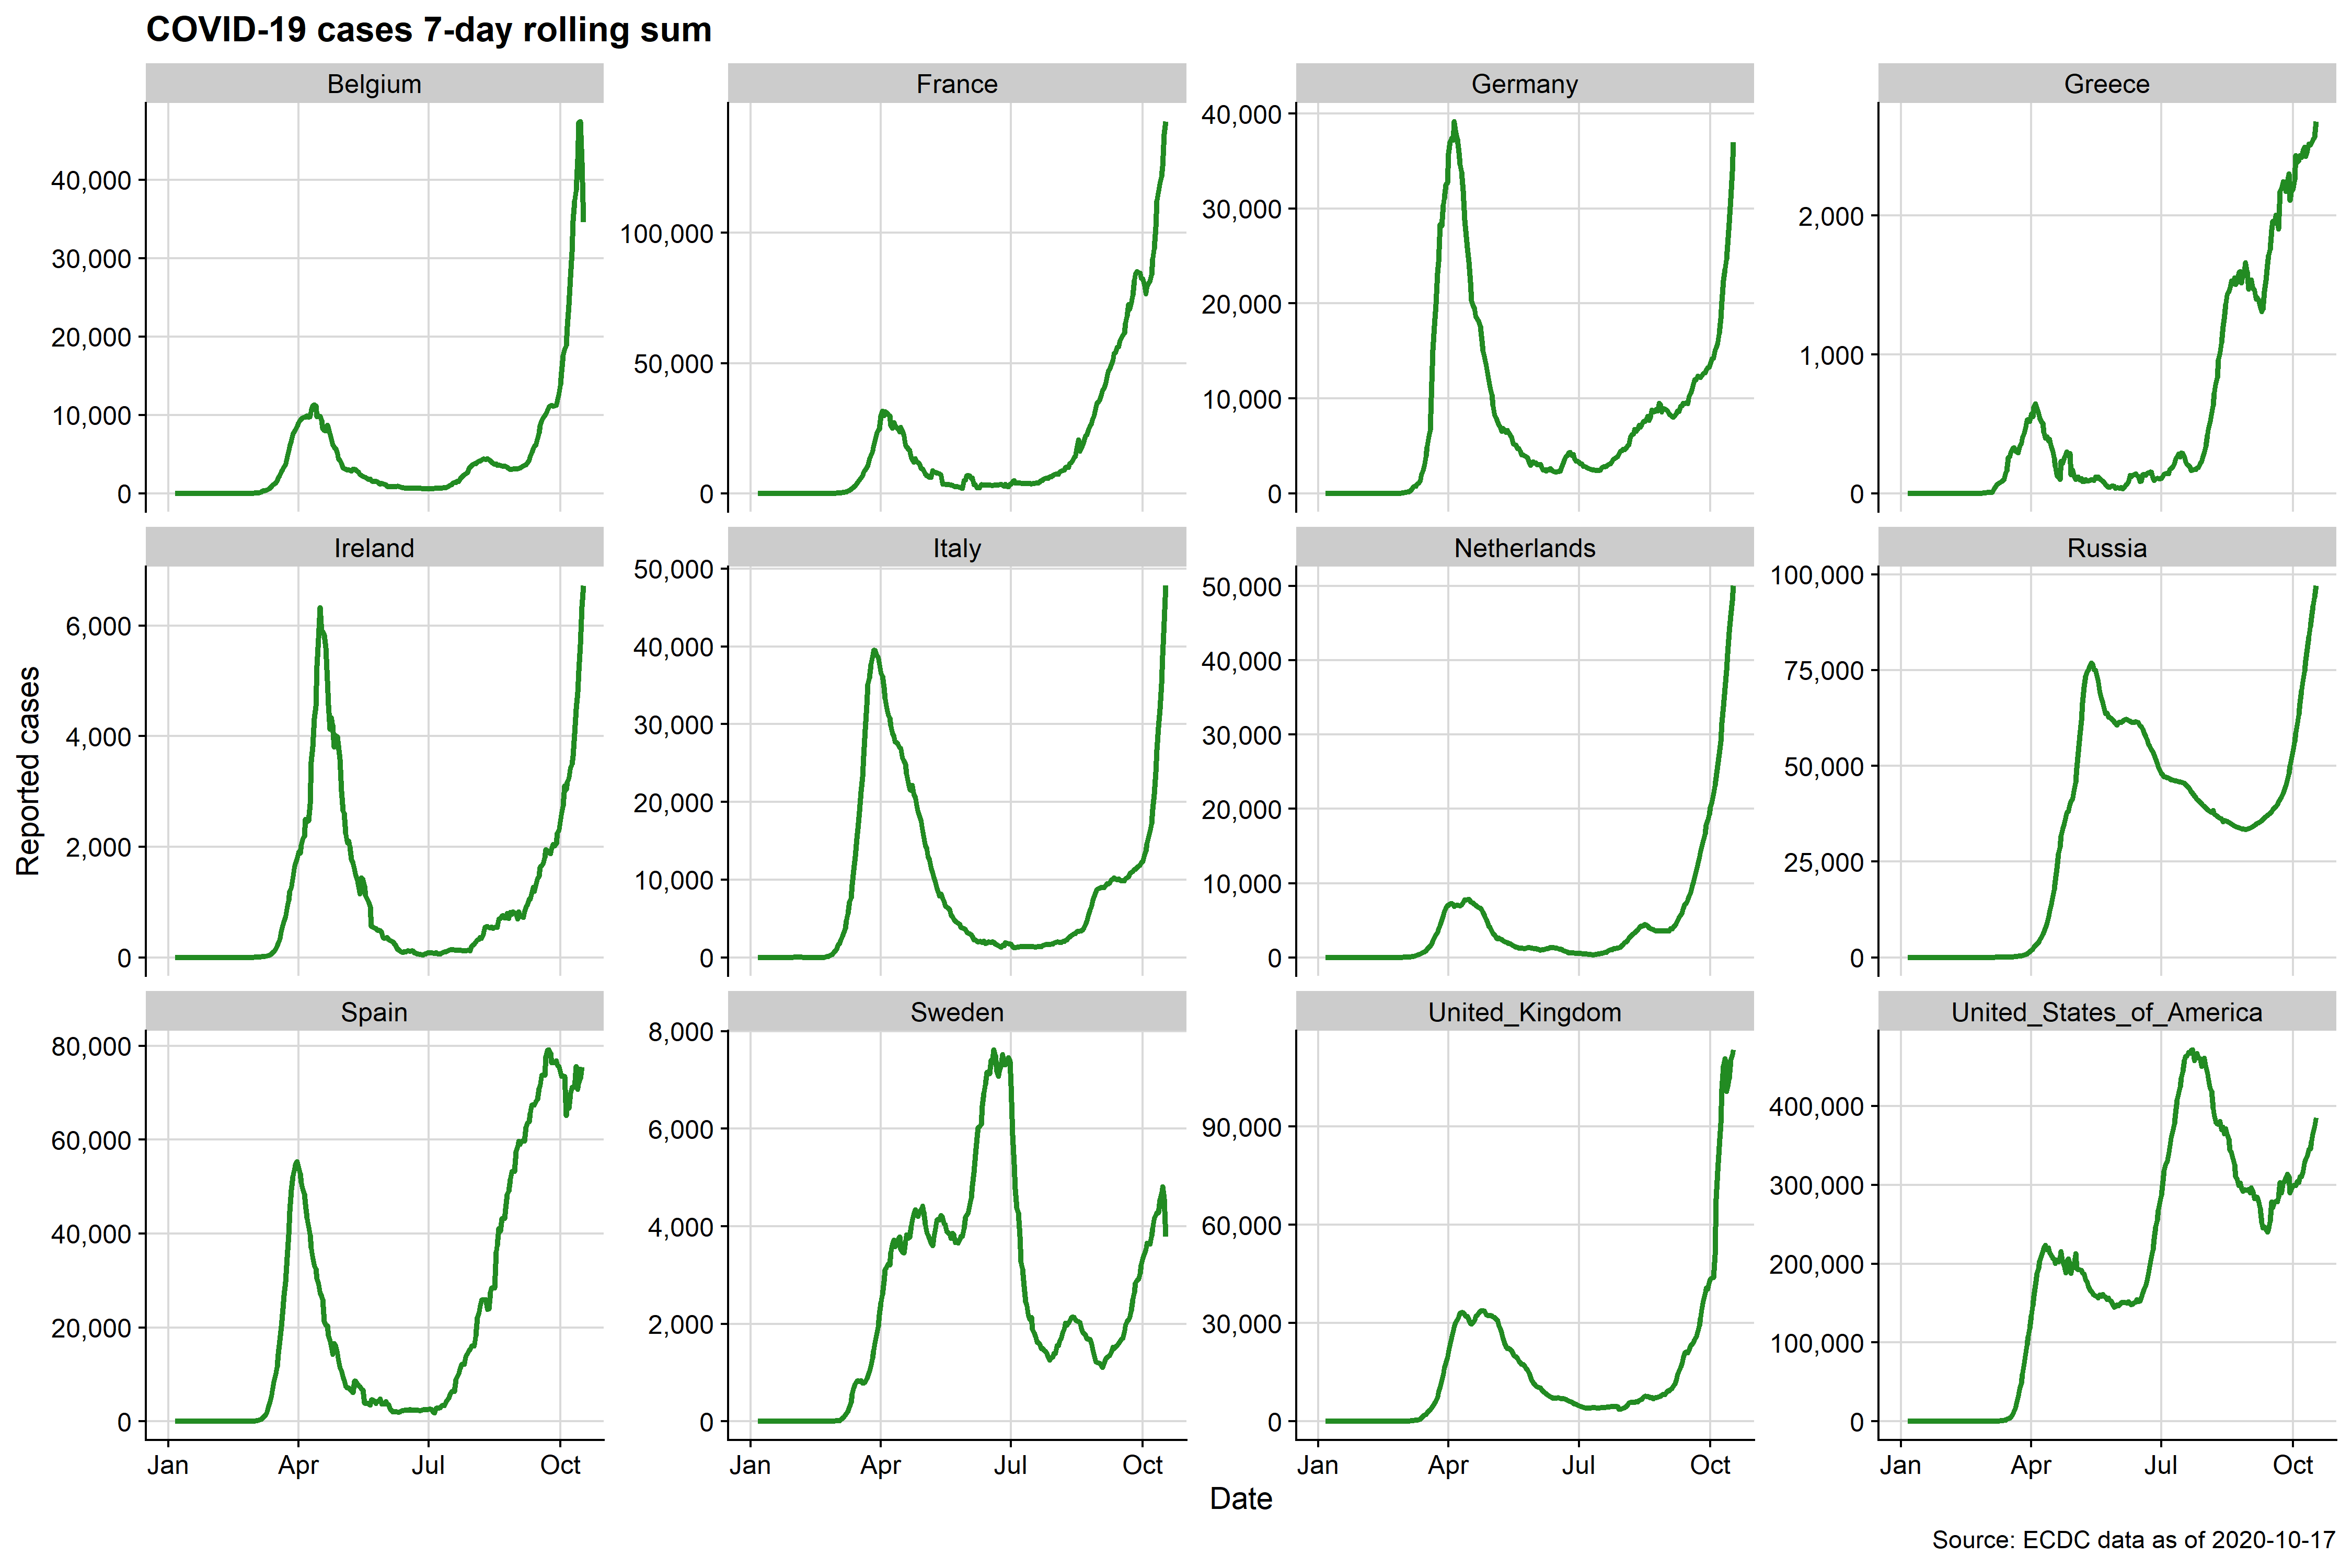 COVID-19 cases 7-day rolling sum
Belgium
France
Germany
Greece
40,000
30,000
20,000
10,000
0
100,000
50,000
0
40,000
30,000
20,000
10,000
0
2,000
1,000
0
Ireland
Italy
Netherlands
Russia
Reported cases
6,000
4,000
2,000
0
50,000
40,000
30,000
20,000
10,000
0
50,000
40,000
30,000
20,000
10,000
0
100,000
75,000
50,000
25,000
0
Spain
Sweden
United_Kingdom
United_States_of_America
80,000
60,000
40,000
20,000
0
8,000
6,000
4,000
2,000
0
90,000
60,000
30,000
0
400,000
300,000
200,000
100,000
0
Jan Apr Jul Oct
Jan Apr Jul Oct
Jan Apr Jul Oct
Jan Apr Jul Oct
Date
Source: ECDC data as of 2020-10-17